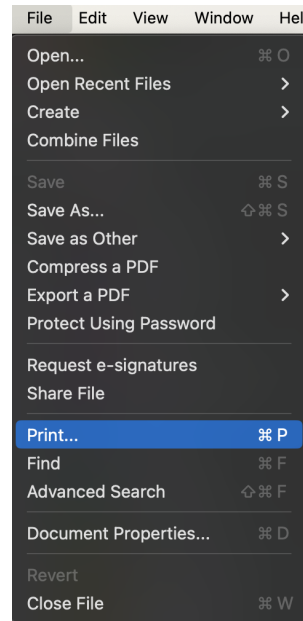 File Edit View Window Hel
Open... ⌘ O
Open Recent Files >
Create >
Combine Files
Save ⌘ S
Save As... ⇧ ⌘ S
Save as Other >
Compress a PDF
Export a PDF >
Protect Using Password
Request e-signatures
Share File
Print... ⌘ P
Find ⌘ F
Advanced Search ⇧ ⌘ F
Document Properties... ⌘ D
Revert
Close File ⌘ W